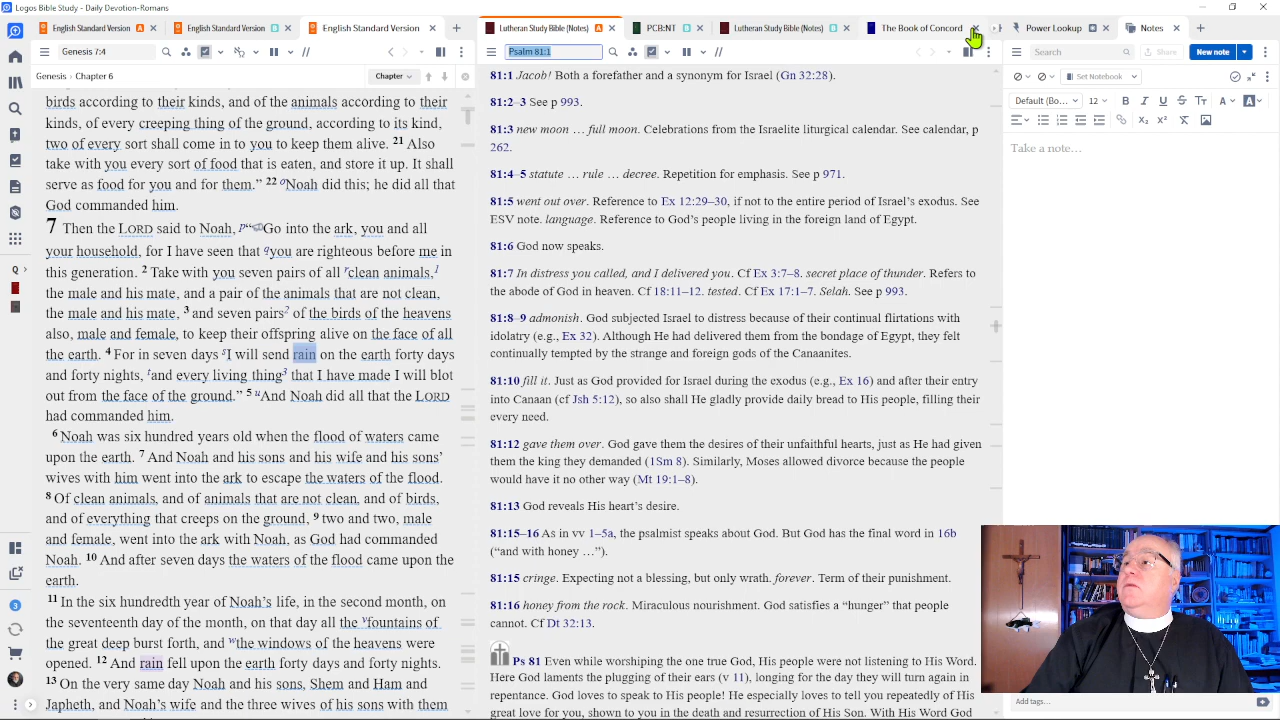 Logos Bible Study - Daily Devotion-Romans
English Standard Version
English Standard Version
English Standard Version
Lutheran Study Bible (Notes)
PCB:NT
Lutheran Study Bible (Notes)
The Book of Concord
Power Lookup
Notes
Genesis 7:4
Psalm 81:1
Search
Share
New note
Genesis > Chapter 6
Chapter
Set Notebook
Default (Bo...
12
Take a note…
birds according to their kinds, and of the animals according to their
kinds, of every creeping thing of the ground, according to its kind,
two of every sort shall come in to you to keep them alive. 21 Also
take with you every sort of food that is eaten, and store it up. It shall
serve as food for you and for them.” 22 Noah did this; he did all that
God commanded him.
7 Then the LORD said to Noah, “Go into the ark, you and all
your household, for I have seen that you are righteous before me in
this generation. 2 Take with you seven pairs of all clean animals,
the male and his mate, and a pair of the animals that are not clean,
the male and his mate, 3 and seven pairs of the birds of the heavens
also, male and female, to keep their offspring alive on the face of all
the earth. 4 For in seven days I will send rain on the earth forty days
and forty nights, and every living thing that I have made I will blot
out from the face of the ground.” 5 And Noah did all that the LORD
had commanded him.
6 Noah was six hundred years old when the flood of waters came
upon the earth. 7 And Noah and his sons and his wife and his sons’
wives with him went into the ark to escape the waters of the flood.
8 Of clean animals, and of animals that are not clean, and of birds,
and of everything that creeps on the ground, 9 two and two, male
and female, went into the ark with Noah, as God had commanded
Noah. 10 And after seven days the waters of the flood came upon the
earth.
11 In the six hundredth year of Noah’s life, in the second month, on
the seventeenth day of the month, on that day all the fountains of
the great deep burst forth, and the windows of the heavens were
opened. 12 And rain fell upon the earth forty days and forty nights.
13 On the very same day Noah and his sons, Shem and Ham and
Japheth, and Noah’s wife and the three wives of his sons with them
81:1 Jacob! Both a forefather and a synonym for Israel (Gn 32:28).
81:2–3 See p 993.
81:3 new moon … full moon. Celebrations from the Israelite liturgical calendar. See calendar, p
262.
81:4–5 statute … rule … decree. Repetition for emphasis. See p 971.
81:5 went out over. Reference to Ex 12:29–30, if not to the entire period of Israel’s exodus. See
ESV note. language. Reference to God’s people living in the foreign land of Egypt.
81:6 God now speaks.
81:7 In distress you called, and I delivered you. Cf Ex 3:7–8. secret place of thunder. Refers to
the abode of God in heaven. Cf 18:11–12. tested. Cf Ex 17:1–7. Selah. See p 993.
81:8–9 admonish. God subjected Israel to distress because of their continual flirtations with
idolatry (e.g., Ex 32). Although He had delivered them from the bondage of Egypt, they felt
continually tempted by the strange and foreign gods of the Canaanites.
81:10 fill it. Just as God provided for Israel during the exodus (e.g., Ex 16) and after their entry
into Canaan (cf Jsh 5:12), so also shall He gladly provide daily bread to His people, filling their
every need.
81:12 gave them over. God gave them the desires of their unfaithful hearts, just as He had given
them the king they demanded (1Sm 8). Similarly, Moses allowed divorce because the people
would have it no other way (Mt 19:1–8).
81:13 God reveals His heart’s desire.
81:15–16 As in vv 1–5a, the psalmist speaks about God. But God has the final word in 16b
(“and with honey …”).
81:15 cringe. Expecting not a blessing, but only wrath. forever. Term of their punishment.
81:16 honey from the rock. Miraculous nourishment. God satisfies a “hunger” that people
cannot. Cf Dt 32:13.
Ps 81 Even while worshiping the one true God, His people were not listening to His Word.
Here God laments the plugging of their ears (v 11), longing for the day they will turn again in
repentance. God loves to speak to His people! He especially loves to tell you repeatedly of His
great love for you, shown to you in the death and resurrection of His Son. With His Word God
Add tags…